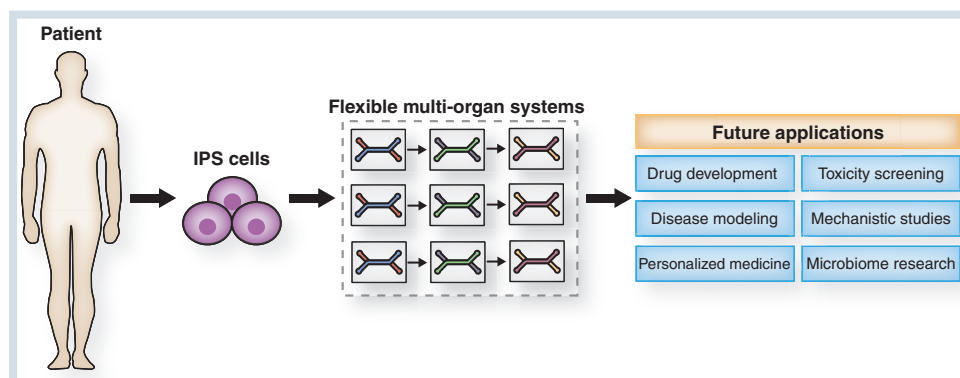 Patient
IPS cells
Flexible multi-organ systems
Future applications
Drug development
Toxicity screening
Disease modeling
Mechanistic studies
Personalized medicine
Microbiome research